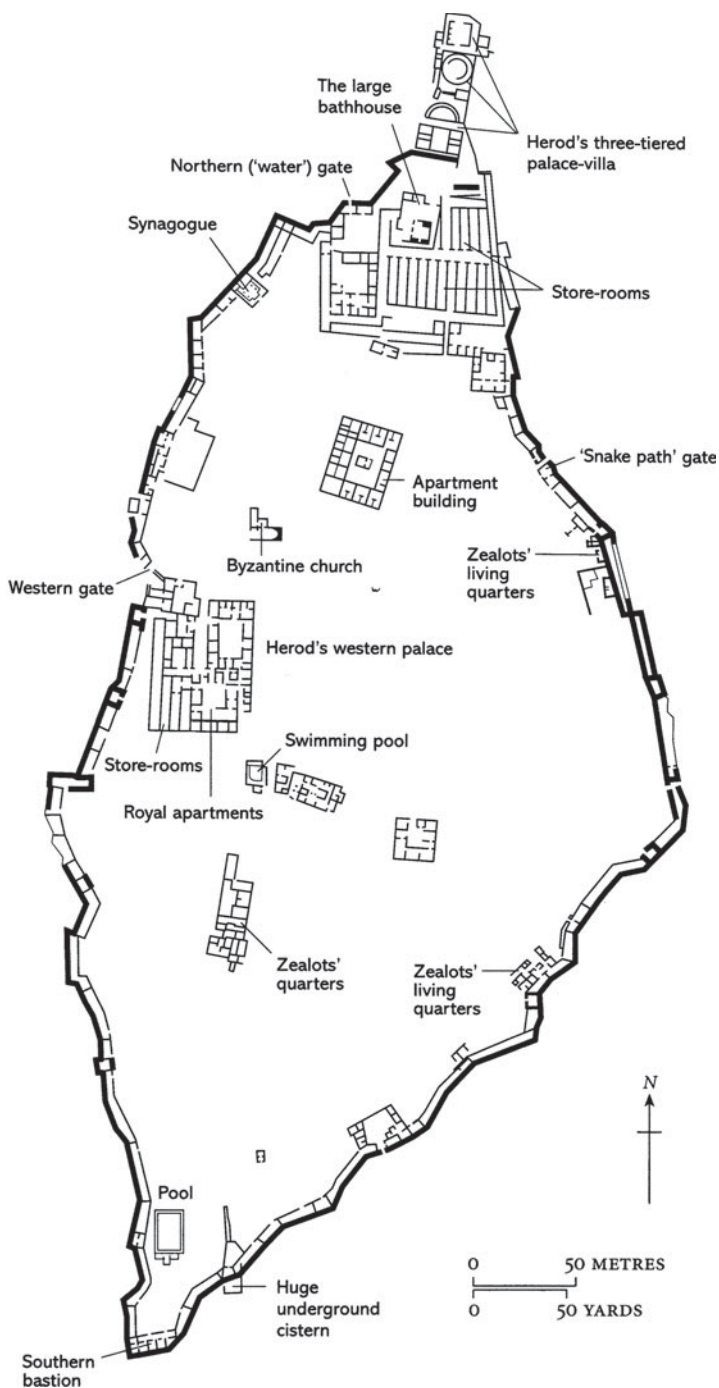 The large
bathhouse
Herod's three-tiered
palace-villa
Northern ('water') gate
Synagogue
Store-rooms
'Snake path' gate
Apartment
building
Byzantine church
Zealots'
living
quarters
Western gate
Herod's western palace
Swimming pool
Store-rooms
Royal apartments
Zealots'
quarters
Zealots'
living
quarters
N
Pool
0 50 METRES
0 50 YARDS
Huge
underground
cistern
Southern
bastion